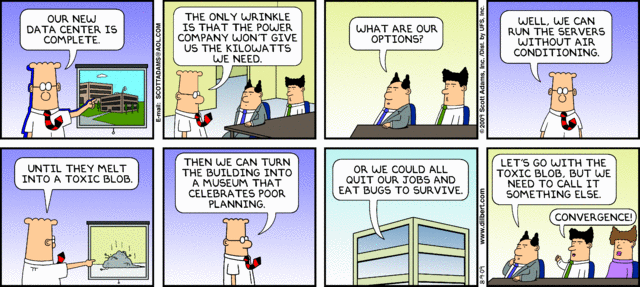 OUR NEW
DATA CENTER IS
COMPLETE.
E-mail: SCOTTADAMS@AOL.COM
THE ONLY WRINKLE
IS THAT THE POWER
COMPANY WON'T GIVE
US THE KILOWATTS
WE NEED.
WHAT ARE OUR
OPTIONS?
©2009 Scott Adams, Inc./Dist. by UFS, Inc.
WELL, WE CAN
RUN THE SERVERS
WITHOUT AIR
CONDITIONING.
UNTIL THEY MELT
INTO A TOXIC BLOB.
THEN WE CAN TURN
THE BUILDING INTO
A MUSEUM THAT
CELEBRATES POOR
PLANNING.
OR WE COULD ALL
QUIT OUR JOBS AND
EAT BUGS TO SURVIVE.
www.dilbert.com
8-9-09
LET'S GO WITH THE
TOXIC BLOB, BUT WE
NEED TO CALL IT
SOMETHING ELSE.
CONVERGENCE!